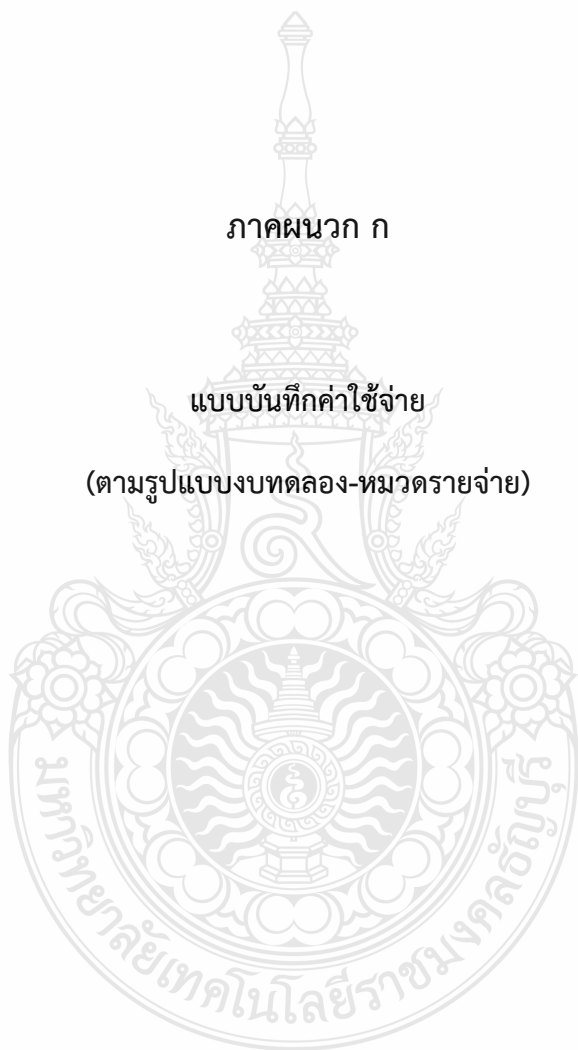 ภาคผนวก ก
แบบบันทึกค่าใช้จ่าย
(ตามรูปแบบงบทดลอง-หมวดรายจ่าย)
มหาวิทยาลัยเทคโนโลยีราชมงคลธัญบุรี